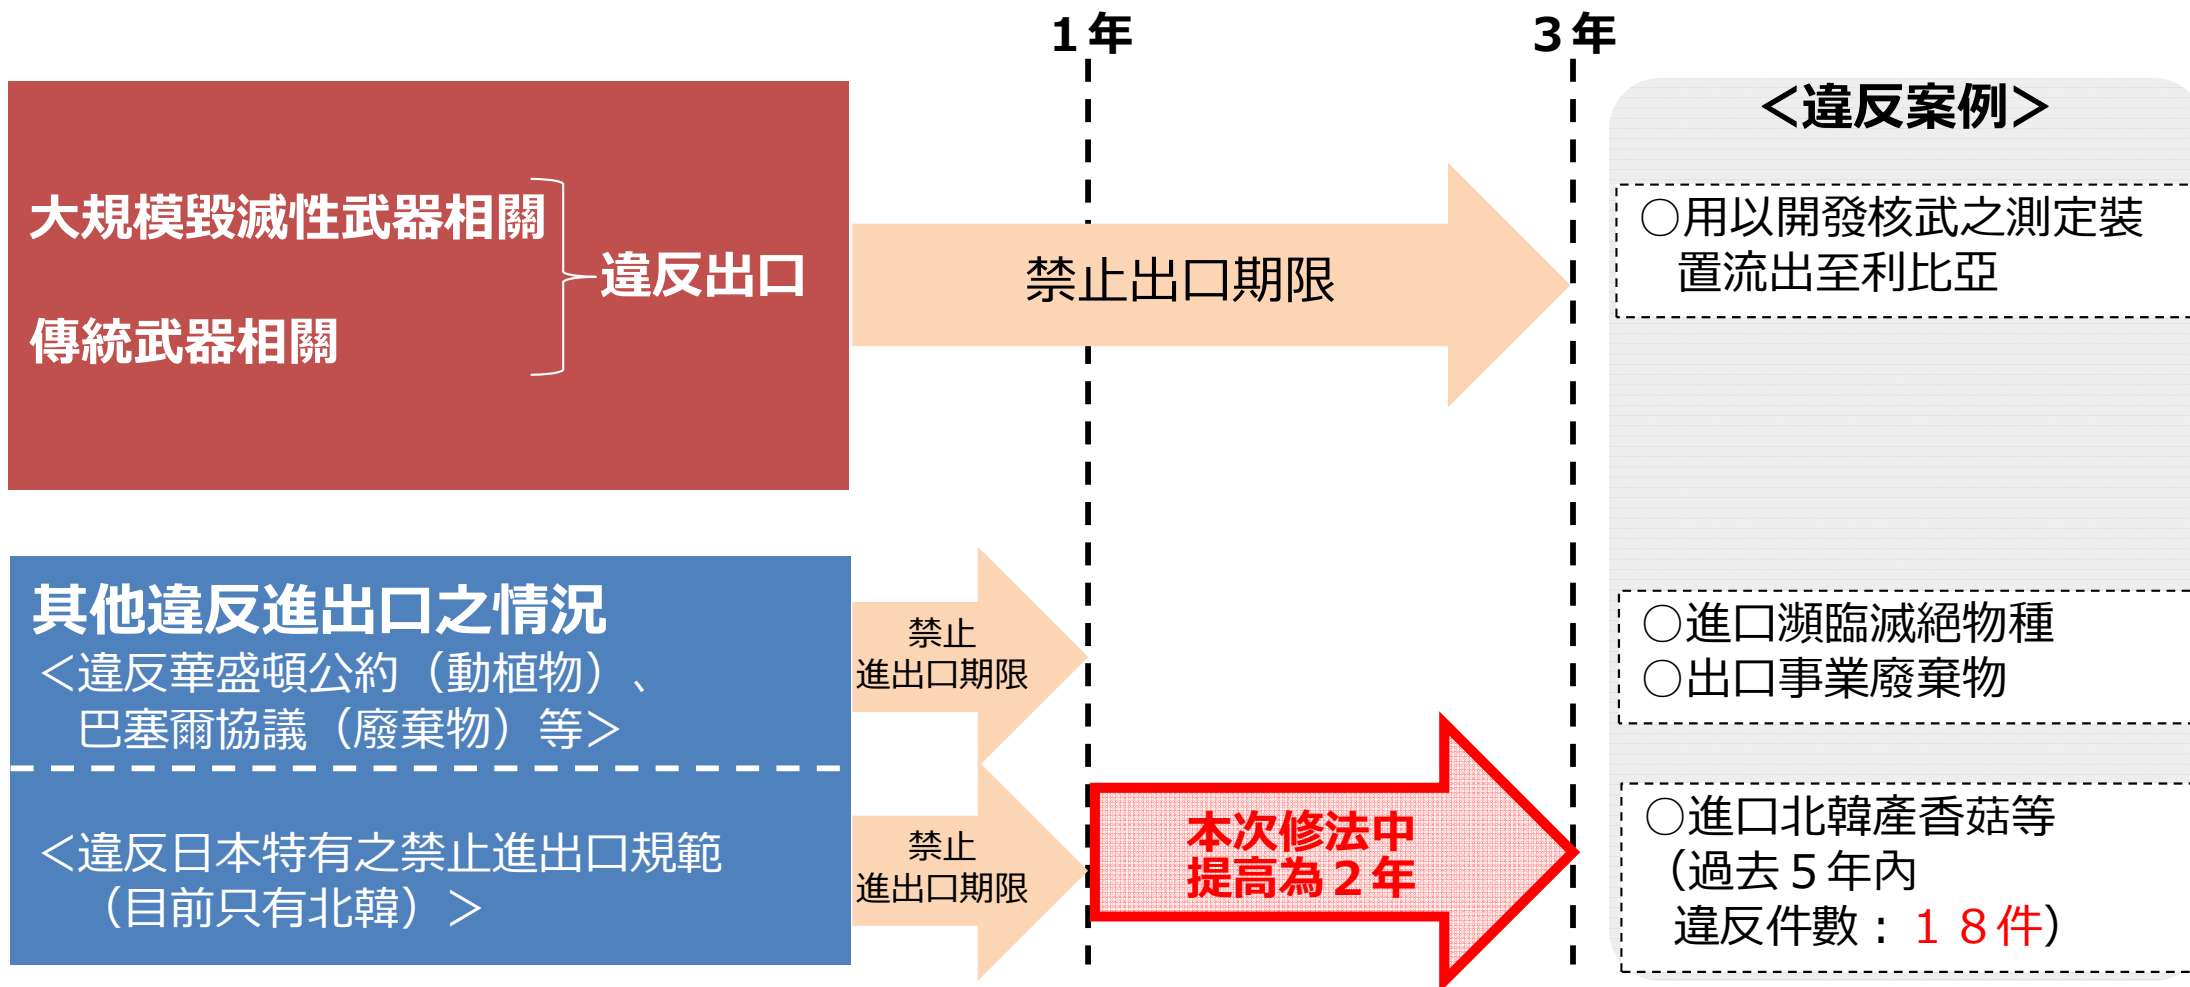 １年
３年
大規模毀滅性武器相關
傳統武器相關
違反出口
禁止出口期限
＜違反案例＞
○用以開發核武之測定裝
置流出至利比亞
其他違反進出口之情況
＜違反華盛頓公約（動植物）、
巴塞爾協議（廢棄物）等＞
禁止
進出口期限
○進口瀕臨滅絕物種
○出口事業廢棄物
＜違反日本特有之禁止進出口規範
（目前只有北韓）＞
禁止
進出口期限
本次修法中
提高為２年
○進口北韓產香菇等
（過去５年內
違反件數：１８件）